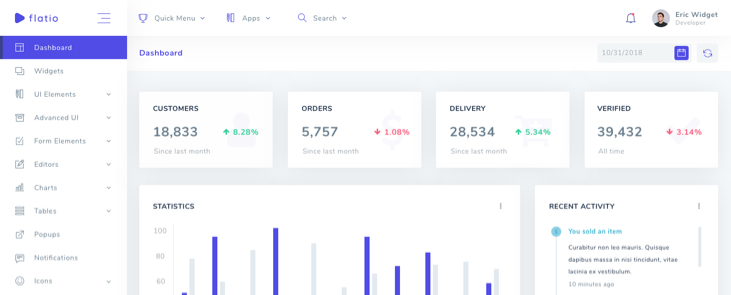 flatio
Quick Menu
Apps
Search
Eric Widget
Developer
Dashboard
Widgets
UI Elements
Advanced UI
Form Elements
Editors
Charts
Tables
Popups
Notifications
Icons
Dashboard
10/31/2018
CUSTOMERS
18,833
8.28%
Since last month
ORDERS
5,757
1.08%
Since last month
DELIVERY
28,534
5.34%
Since last month
VERIFIED
39,432
3.14%
All time
STATISTICS
100
80
60
RECENT ACTIVITY
You sold an item
Curabitur non leo mauris. Quisque
dapibus massa in nisi tincidunt, vitae
lacinia ex vestibulum.
10 minutes ago